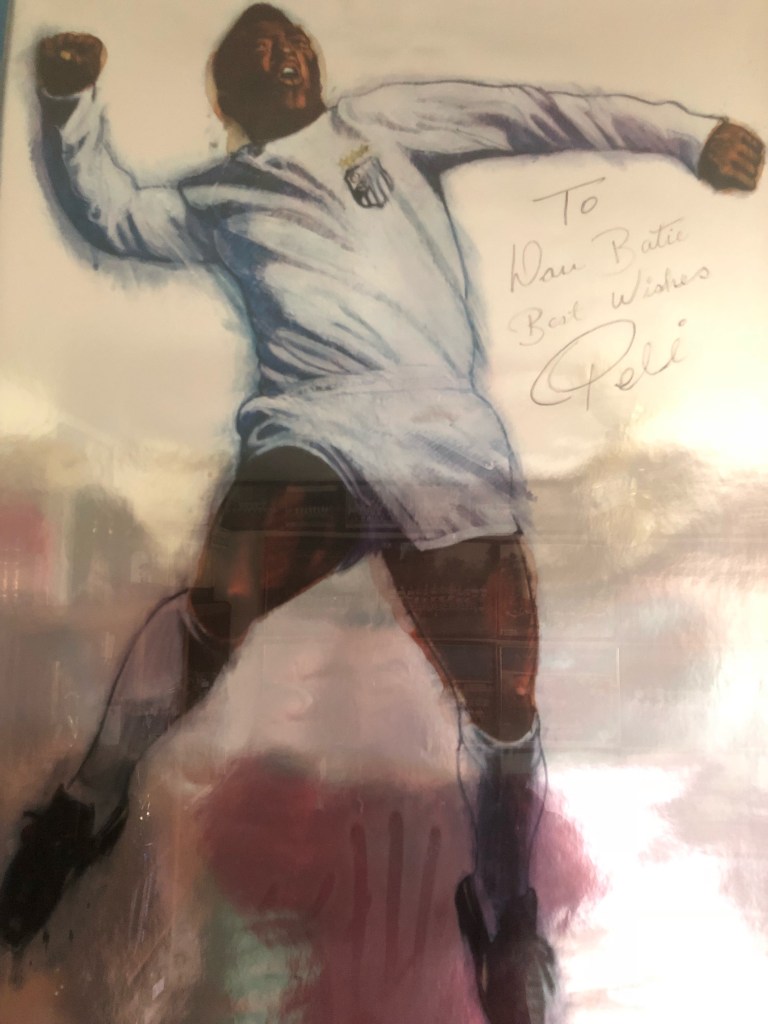 To
Dan Batie
Best Wishes
Pelé